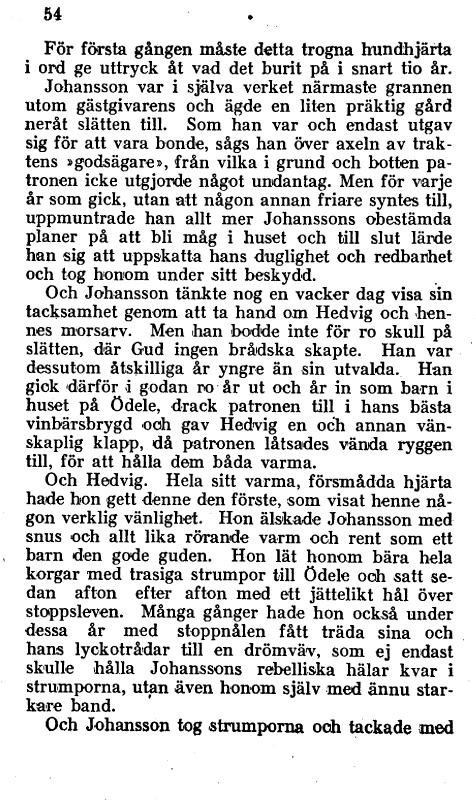 54
För första gången måste detta trogna hundhjärta
i ord ge uttryck åt vad det burit på i snart tio år.
Johansson var i själva verket närmaste grannen
utom gästgivarens och ägde en liten präktig gård
neråt slätten till. Som han var och endast utgav
sig för att vara bonde, sågs han över axeln av trak-
tens »godsägare», från vilka i grund och botten pa-
tronen icke utgjorde något undantag. Men för varje
år som gick, utan att någon annan friare syntes till,
uppmuntrade han allt mer Johanssons obestämda
planer på att bli måg i huset och till slut lärde
han sig att uppskatta hans duglighet och redbarhet
och tog honom under sitt beskydd.
Och Johansson tänkte nog en vacker dag visa sin
tacksamhet genom att ta hand om Hedvig och hen-
nes morsarv. Men han bodde inte för ro skull på
slätten, där Gud ingen brådska skapte. Han var
dessutom åtskilliga år yngre än sin utvalda. Han
gick därför i godan ro år ut och år in som barn i
huset på Ödele, drack patronen till i hans bästa
vinbärsbrygd och gav Hedvig en och annan vän-
skaplig klapp, då patronen låtsades vända ryggen
till, för att hålla dem båda varma.
Och Hedvig. Hela sitt varma, försmådda hjärta
hade hon gett denne den förste, som visat henne nå-
gon verklig vänlighet. Hon älskade Johansson med
snus och allt lika rörande varm och rent som ett
barn den gode guden. Hon lät honom bära hela
korgar med trasiga strumpor till Ödele och satt se-
dan afton efter afton med ett jättelikt hål över
stoppsleven. Många gånger hade hon också under
dessa år med stoppnålen fått träda sina och
hans lyckotrådar till en drömväv, som ej endast
skulle hålla Johanssons rebelliska hälar kvar i
strumporna, utan även honom själv med ännu star-
kare band.
Och Johansson tog strumporna och tackade med